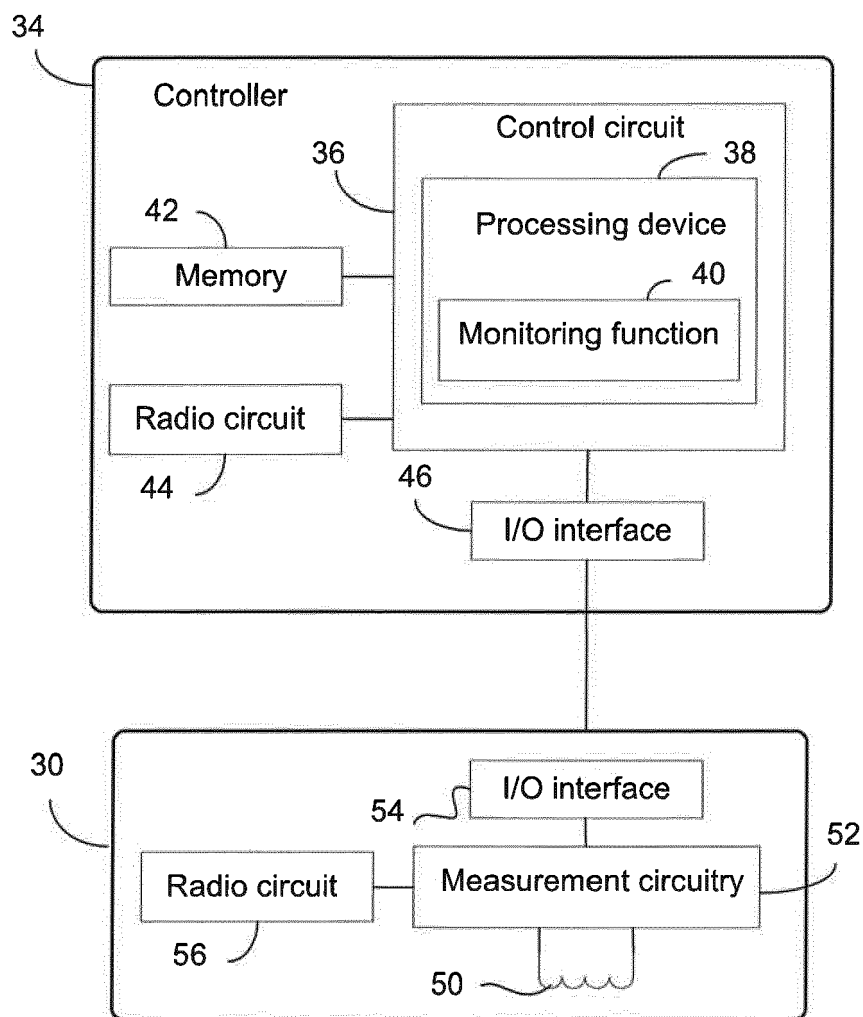 34
Controller
Control circuit
36
38
42
Processing device
Memory
40
Monitoring function
Radio circuit
44
46
I/O interface
30
I/O interface
54
52
Radio circuit
Measurement circuitry
56
50